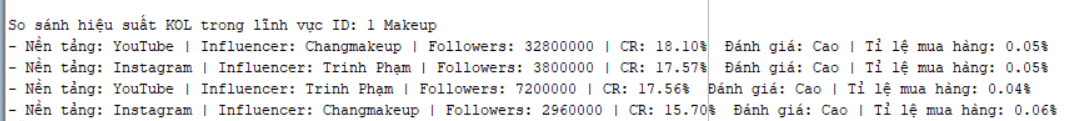 So sánh hiệu suất KOL trong lĩnh vực ID: 1 Makeup
- Nền tảng: YouTube | Influencer: Changmakeup | Followers: 32800000 | CR: 18.10% Đánh giá: Cao | Tỉ lệ mua hàng: 0.05%
- Nền tảng: Instagram | Influencer: Trinh Phạm | Followers: 3800000 | CR: 17.57% Đánh giá: Cao | Tỉ lệ mua hàng: 0.05%
- Nền tảng: YouTube | Influencer: Trinh Phạm | Followers: 7200000 | CR: 17.56% Đánh giá: Cao | Tỉ lệ mua hàng: 0.04%
- Nền tảng: Instagram | Influencer: Changmakeup | Followers: 2960000 | CR: 15.70% Đánh giá: Cao | Tỉ lệ mua hàng: 0.06%